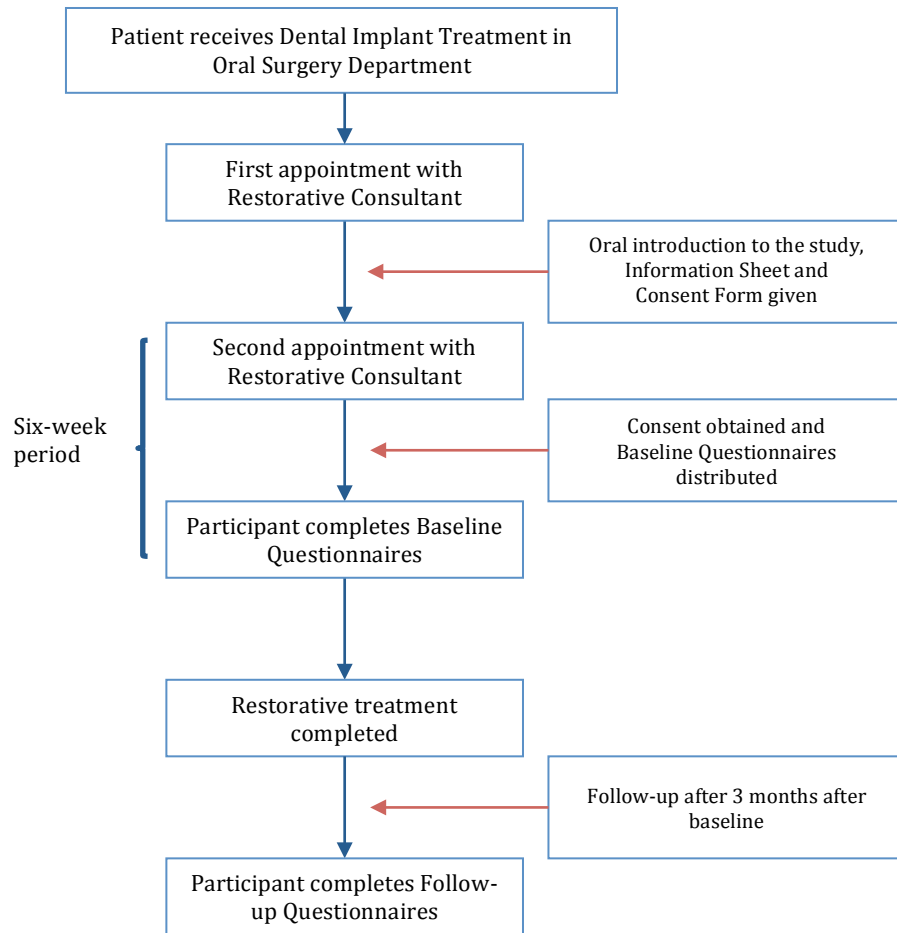 Patient receives Dental Implant Treatment in
Oral Surgery Department
First appointment with
Restorative Consultant
Oral introduction to the study,
Information Sheet and
Consent Form given
Second appointment with
Restorative Consultant
Six-week
period
Consent obtained and
Baseline Questionnaires
distributed
Participant completes Baseline
Questionnaires
Restorative treatment
completed
Follow-up after 3 months after
baseline
Participant completes Follow-
up Questionnaires